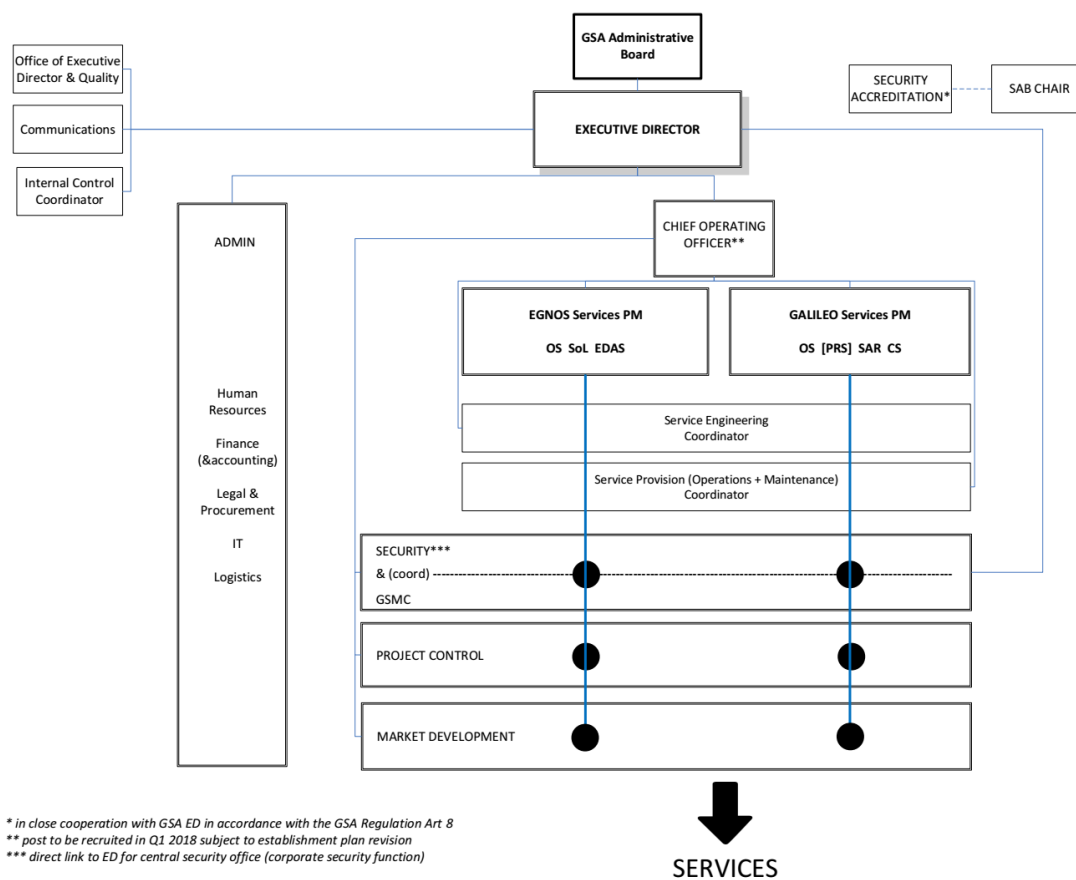 GSA Administrative
Board
Office of Executive
Director & Quality
Communications
Internal Control
Coordinator
EXECUTIVE DIRECTOR
SECURITY
ACCREDITATION*
SAB CHAIR
ADMIN
Human
Resources
Finance
(&accounting)
Legal &
Procurement
IT
Logistics
CHIEF OPERATING
OFFICER**
EGNOS Services PM
OS SoL EDAS
GALILEO Services PM
OS [PRS] SAR CS
Service Engineering
Coordinator
Service Provision (Operations + Maintenance)
Coordinator
SECURITY***
& (coord)
GSMC
PROJECT CONTROL
MARKET DEVELOPMENT
* in close cooperation with GSA ED in accordance with the GSA Regulation Art 8
** post to be recruited in Q1 2018 subject to establishment plan revision
*** direct link to ED for central security office (corporate security function)
SERVICES